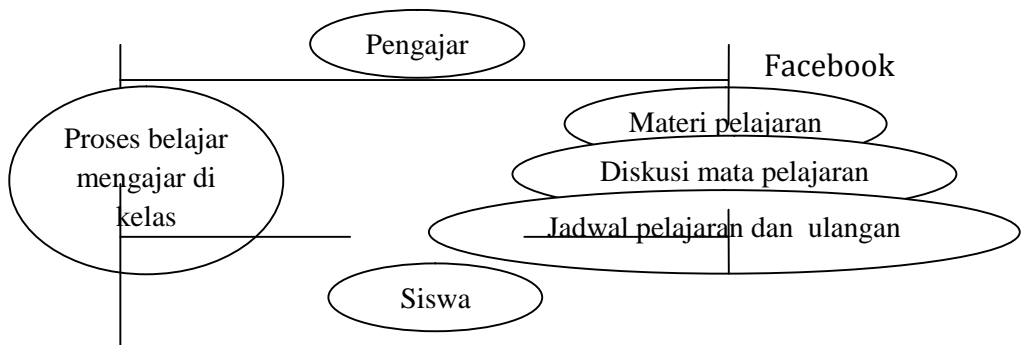 Pengajar
Facebook
Proses belajar
mengajar di
kelas
Materi pelajaran
Diskusi mata pelajaran
Jadwal pelajaran dan ulangan
Siswa